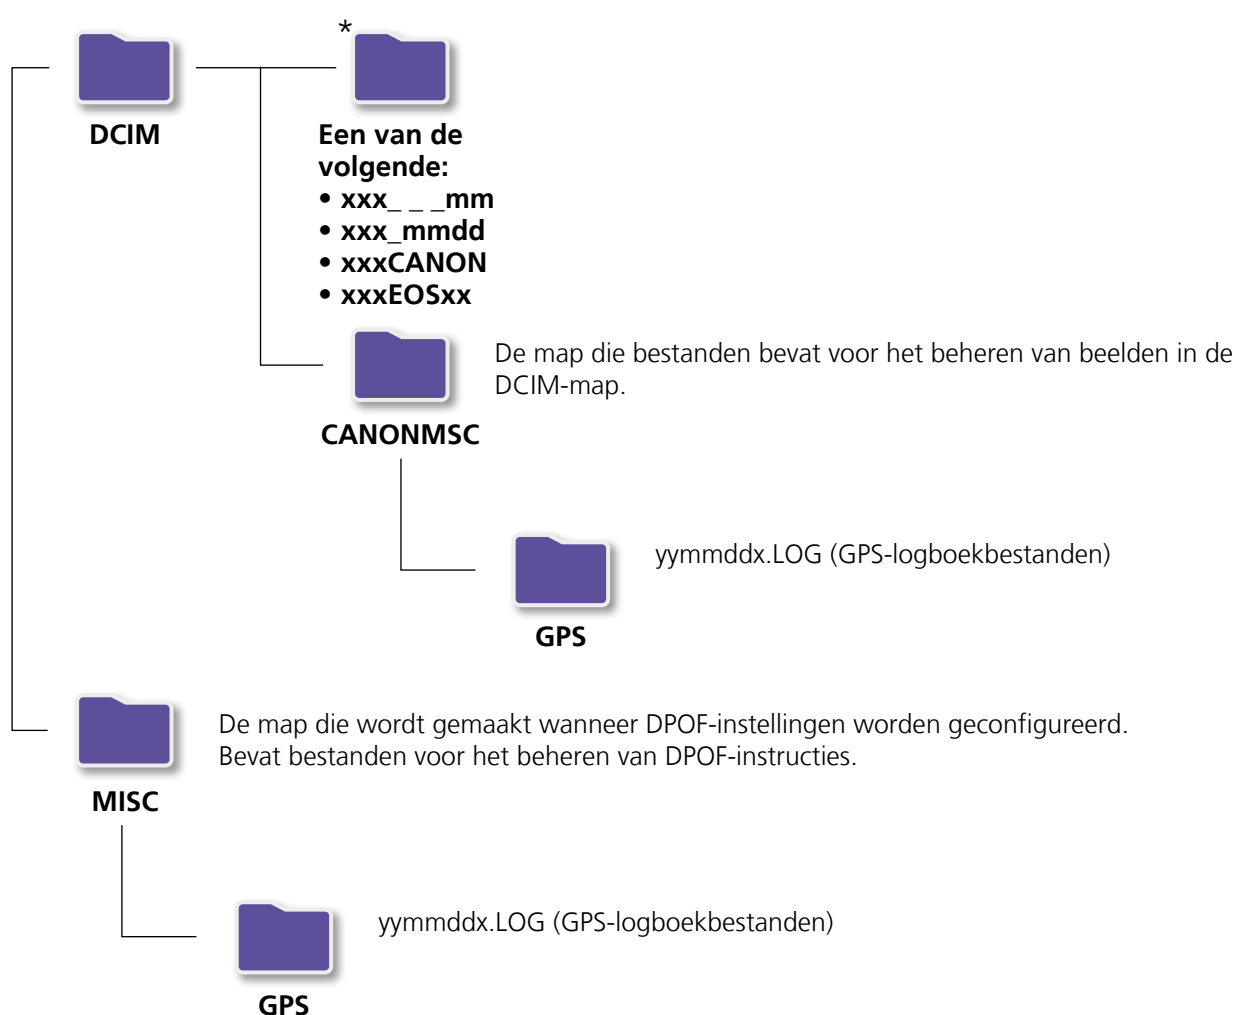 *
DCIM
Een van de
volgende:
• xxx_ _ _mm
• xxx_mmdd
• xxxCANON
• xxxEOSxx
De map die bestanden bevat voor het beheren van beelden in de
DCIM-map.
CANONMSC
yymmddx.LOG (GPS-logboekbestanden)
GPS
De map die wordt gemaakt wanneer DPOF-instellingen worden geconfigureerd.
Bevat bestanden voor het beheren van DPOF-instructies.
MISC
yymmddx.LOG (GPS-logboekbestanden)
GPS